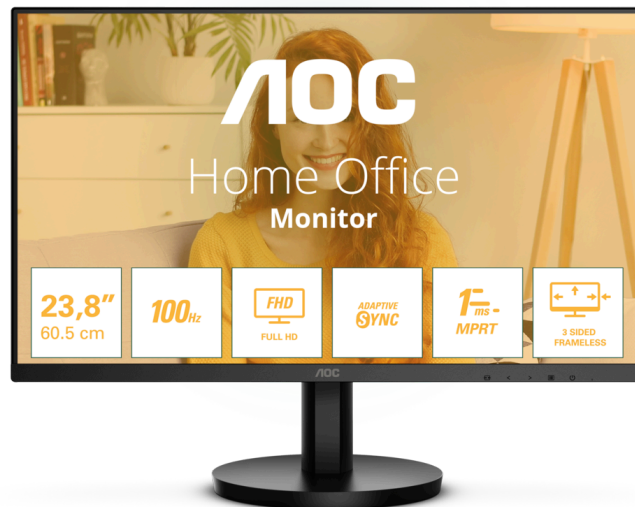 AOC
Home Office
Monitor
23,8”
60.5 cm
100Hz
FHD
FULL HD
ADAPTIVE
SYNC
1ms
MPRT
3 SIDED
FRAMELESS
AOC